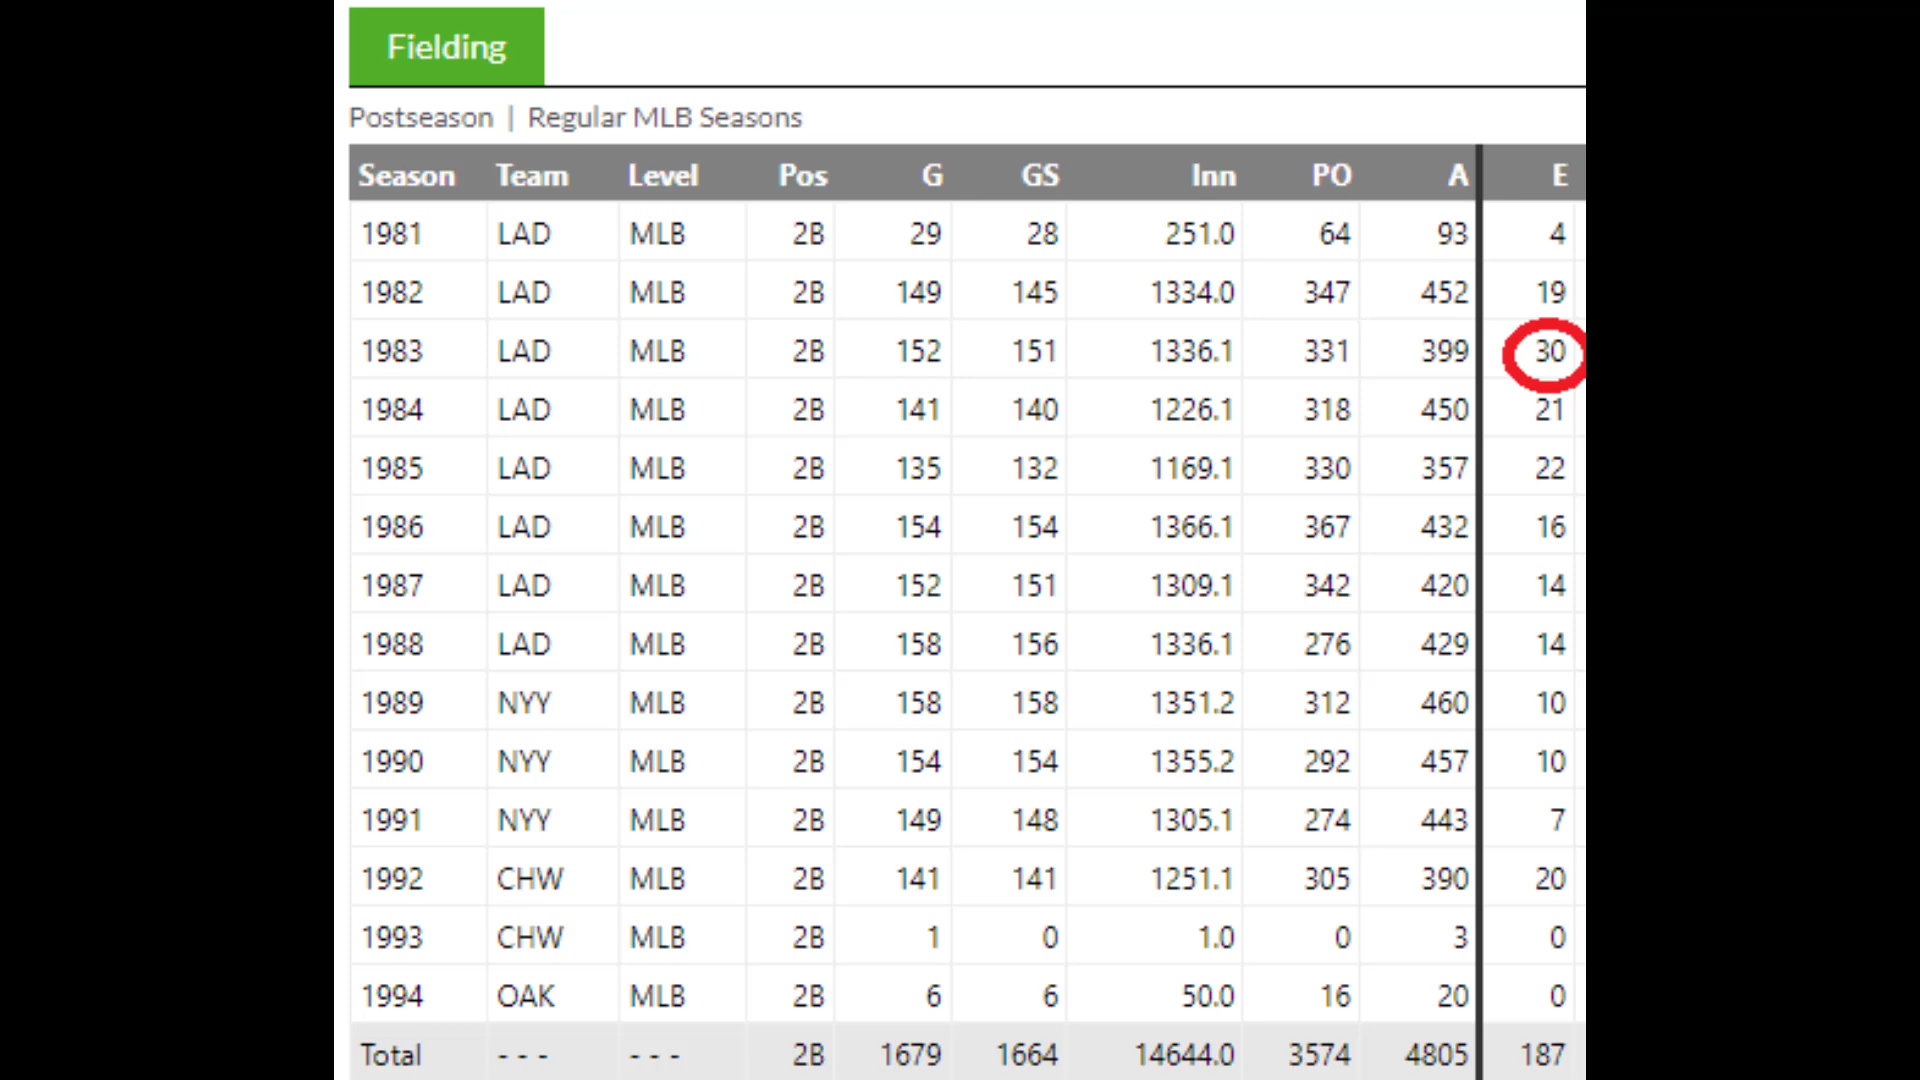 Fielding
Postseason | Regular MLB Seasons
Season Team Level Pos G GS Inn PO A E
1981 LAD MLB 2B 29 28 251.0 64 93 4
1982 LAD MLB 2B 149 145 1334.0 347 452 19
1983 LAD MLB 2B 152 151 1336.1 331 399 30
1984 LAD MLB 2B 141 140 1226.1 318 450 21
1985 LAD MLB 2B 135 132 1169.1 330 357 22
1986 LAD MLB 2B 154 154 1366.1 367 432 16
1987 LAD MLB 2B 152 151 1309.1 342 420 14
1988 LAD MLB 2B 158 156 1336.1 276 429 14
1989 NYY MLB 2B 158 158 1351.2 312 460 10
1990 NYY MLB 2B 154 154 1355.2 292 457 10
1991 NYY MLB 2B 149 148 1305.1 274 443 7
1992 CHW MLB 2B 141 141 1251.1 305 390 20
1993 CHW MLB 2B 1 0 1.0 0 3 0
1994 OAK MLB 2B 6 6 50.0 16 20 0
Total - - - - - - 2B 1679 1664 14644.0 3574 4805 187